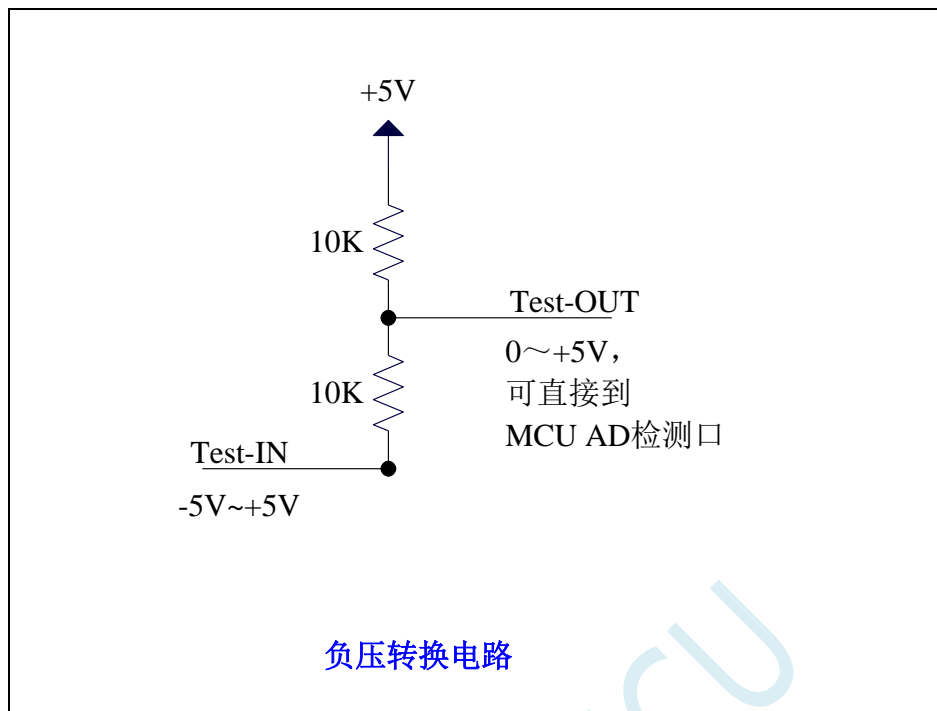 +5V
10K
Test-OUT
0～+5V，
可直接到
MCU AD检测口
10K
Test-IN
-5V~+5V
负压转换电路
CU